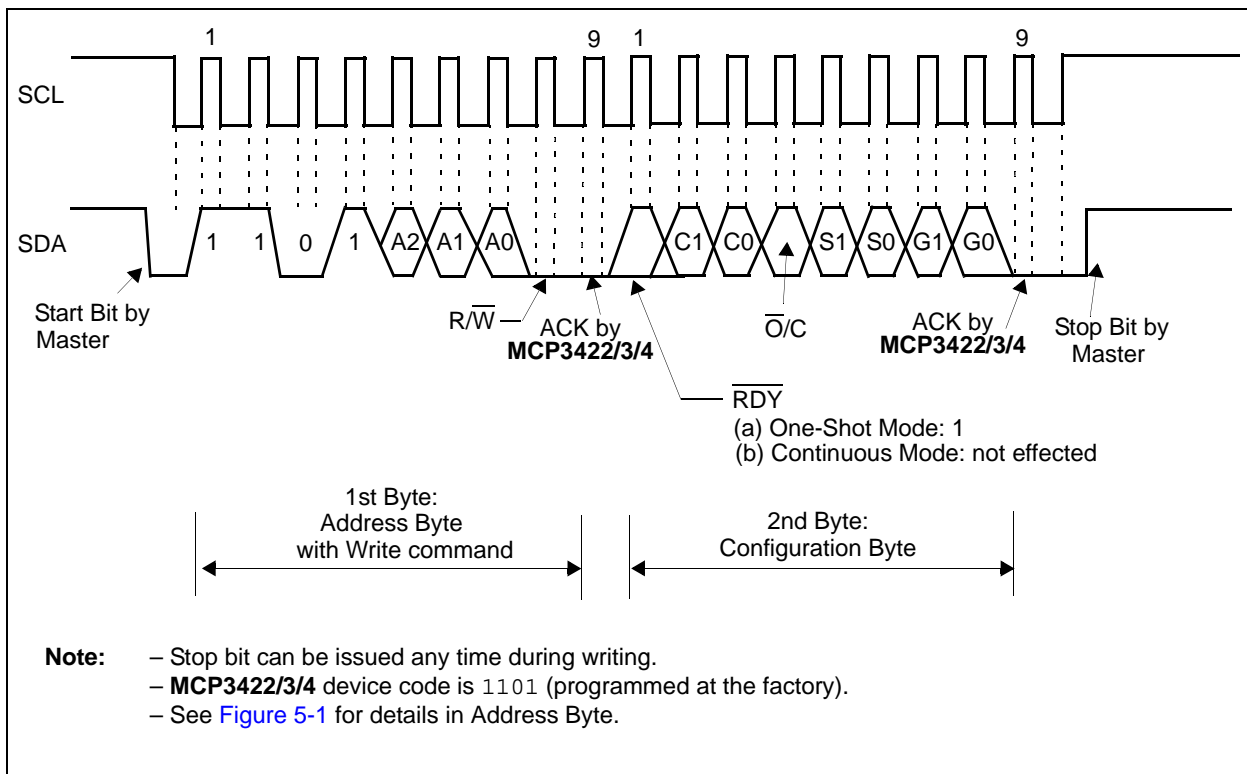 1 9 1 9
SCL
SDA
1 1 0 1 A2 A1 A0 C1 C0 S1 S0 G1 G0
Start Bit by
Master
R/W̅
ACK by
MCP3422/3/4
O̅/C
ACK by
MCP3422/3/4
Stop Bit by
Master
R̅D̅Y̅
(a) One-Shot Mode: 1
(b) Continuous Mode: not effected
1st Byte:
Address Byte
with Write command
2nd Byte:
Configuration Byte
Note: – Stop bit can be issued any time during writing.
– MCP3422/3/4 device code is 1101 (programmed at the factory).
– See Figure 5-1 for details in Address Byte.